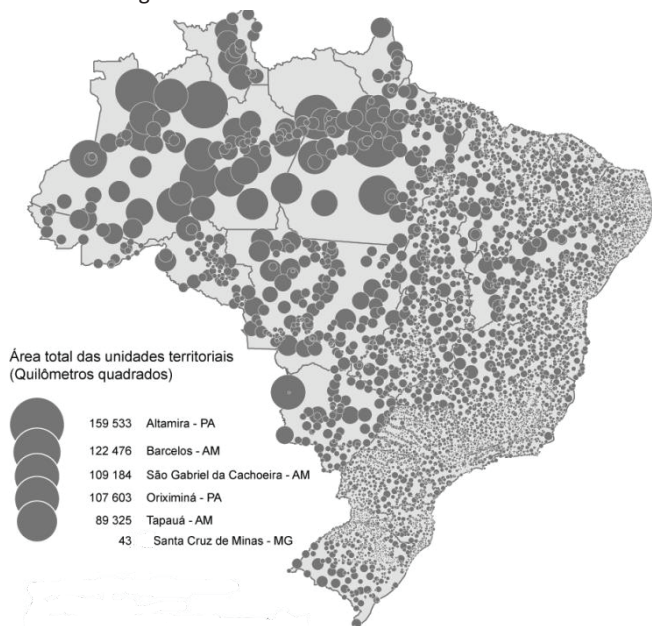 Área total das unidades territoriais
(Quilômetros quadrados)
159 533 Altamira - PA
122 476 Barcelos - AM
109 184 São Gabriel da Cachoeira - AM
107 603 Oriximiná - PA
89 325 Tapauá - AM
43 Santa Cruz de Minas - MG